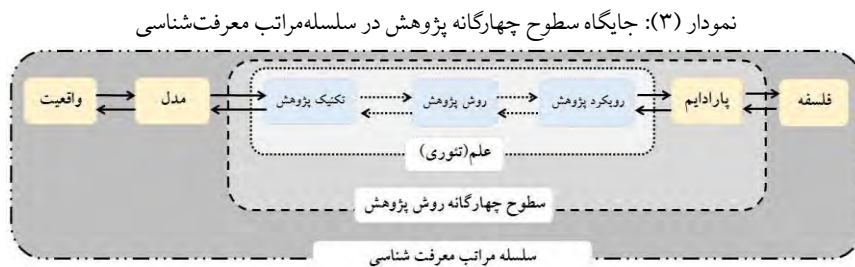 نمودار (۳): جایگاه سطوح چهارگانه پژوهش در سلسله‌مراتب معرفت‌شناسی
فلسفه
پارادایم
رویکرد پژوهش
روش پژوهش
تکنیک پژوهش
مدل
واقعیت
علم(تئوری)
سطوح چهارگانه روش پژوهش
سلسله مراتب معرفت شناسی